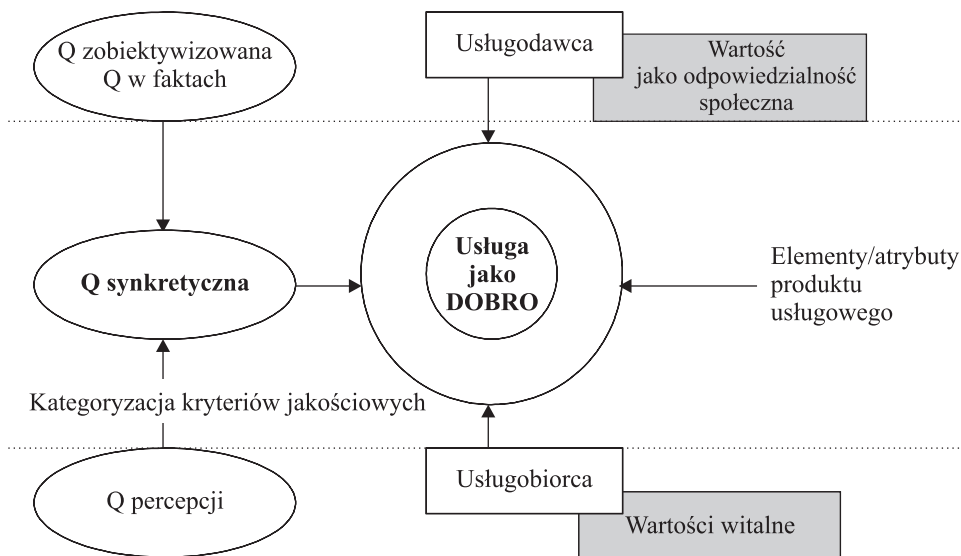 Q zobiektywizowana
Q w faktach
Usługodawca
Wartość
jako odpowiedzialność
społeczna
Q synkretyczna
Usługa
jako
DOBRO
Elementy/atrybuty
produktu
usługowego
Kategoryzacja kryteriów jakościowych
Q percepcji
Usługobiorca
Wartości witalne